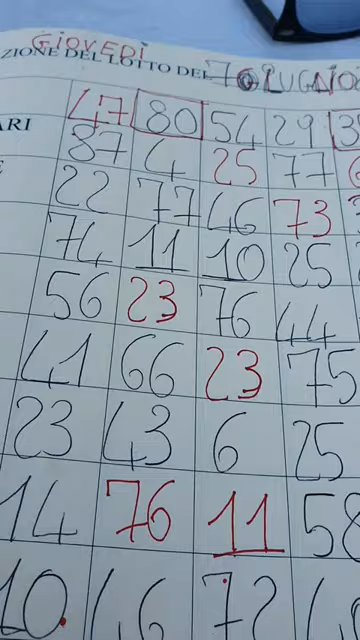 GIOVEDI
ZIONE DEL LOTTO DEL 70 LUGLIO
ARI 47 80 54 29
87 4 25 77
22 77 46 73
74 11 10 25
56 23 76 44
41 66 23 75
23 43 6 25
14 76 11 58
10. 72